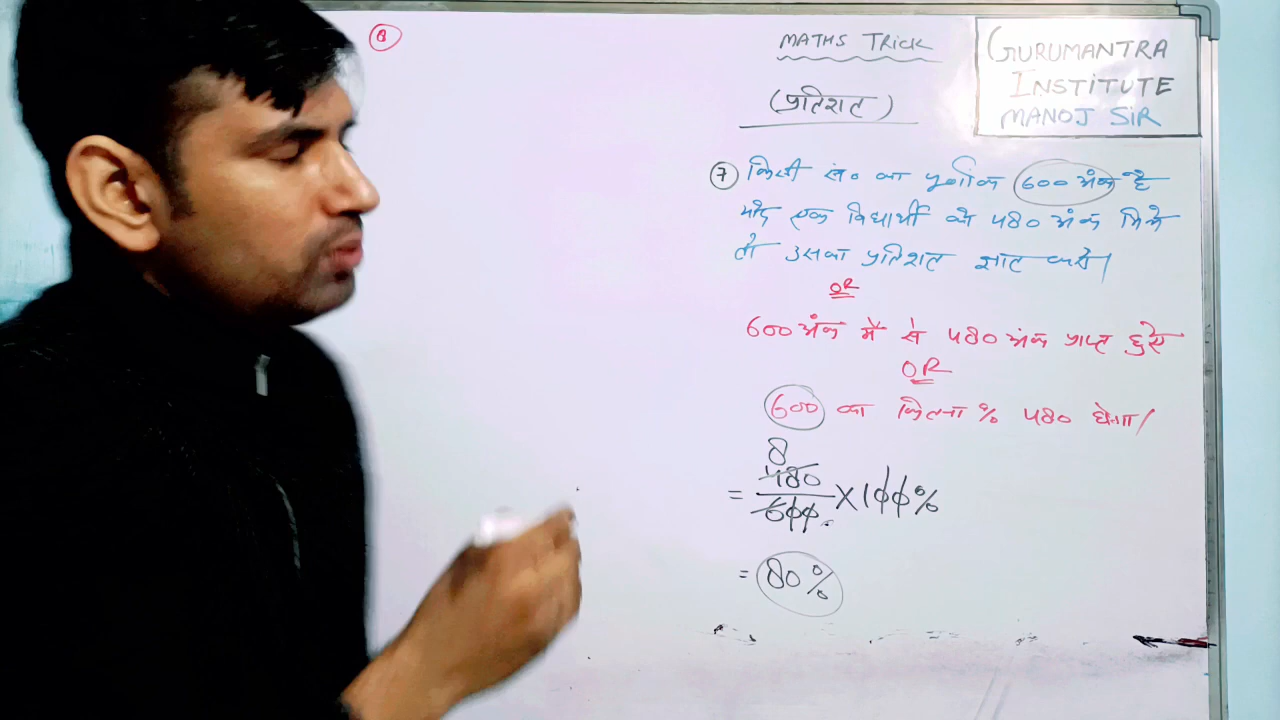 8
MATHS TRICK
(प्रतिशत)
GURUMANTRA
INSTITUTE
MANOJ SIR
7 किसी सं० का पूर्णांक 600 अंक है
यदि एक विद्यार्थी को 480 अंक मिले
तो उसका प्रतिशत ज्ञात करो।
OR
600 अंक में से 480 अंक प्राप्त हुए
OR
600 का कितना % 480 होगा।
8
= 480/600 × 100%
= 80%